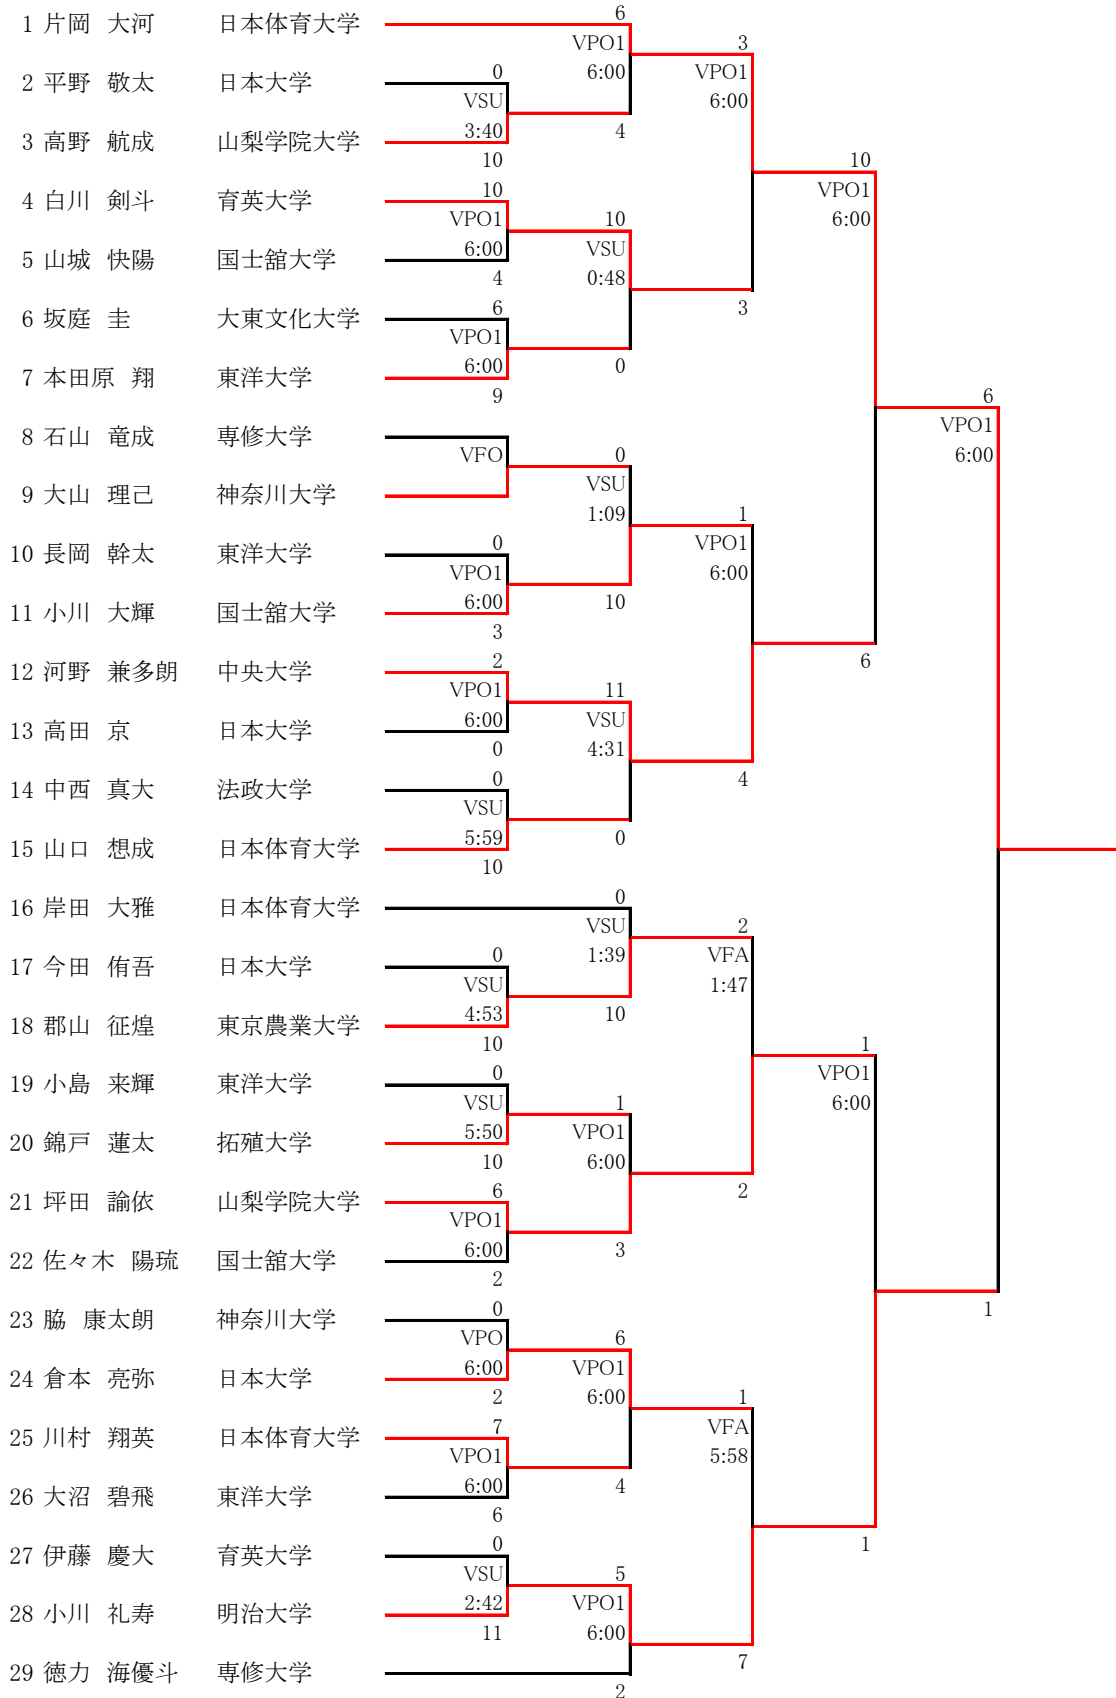 6
1 片岡 大河 日本体育大学
VPO1 3
0 6:00 VPO1
2 平野 敬太 日本大学
VSU 6:00
3:40 4
3 高野 航成 山梨学院大学
10 10
10 VPO1
4 白川 剣斗 育英大学
VPO1 10 6:00
6:00 VSU
5 山城 快陽 国士舘大学
4 0:48
6 3
6 坂庭 圭 大東文化大学
VPO1
6:00 0
7 本田原 翔 東洋大学
9 6
8 石山 竜成 専修大学 VPO1
VFO 0 6:00
VSU
9 大山 理己 神奈川大学
1:09 1
0 VPO1
10 長岡 幹太 東洋大学
VPO1 6:00
6:00 10
11 小川 大輝 国士舘大学
3
2 6
12 河野 兼多朗 中央大学
VPO1 11
6:00 VSU
13 高田 京 日本大学
0 4:31
0 4
14 中西 真大 法政大学
VSU
5:59 0
15 山口 想成 日本体育大学
10
0
16 岸田 大雅 日本体育大学
VSU 2
0 1:39 VFA
17 今田 侑吾 日本大学
VSU 1:47
4:53 10
18 郡山 征煌 東京農業大学
10 1
0 VPO1
19 小島 来輝 東洋大学
VSU 1 6:00
5:50 VPO1
20 錦戸 蓮太 拓殖大学
10 6:00
6 2
21 坪田 諭依 山梨学院大学
VPO1
6:00 3
22 佐々木 陽琉 国士舘大学
2
0 1
23 脇 康太朗 神奈川大学
VPO 6
6:00 VPO1
24 倉本 亮弥 日本大学
2 6:00 1
7 VFA
25 川村 翔英 日本体育大学
VPO1 5:58
6:00 4
26 大沼 碧飛 東洋大学
6
0 1
27 伊藤 慶大 育英大学
VSU 5
2:42 VPO1
28 小川 礼寿 明治大学
11 6:00
7
29 徳力 海優斗 専修大学
2